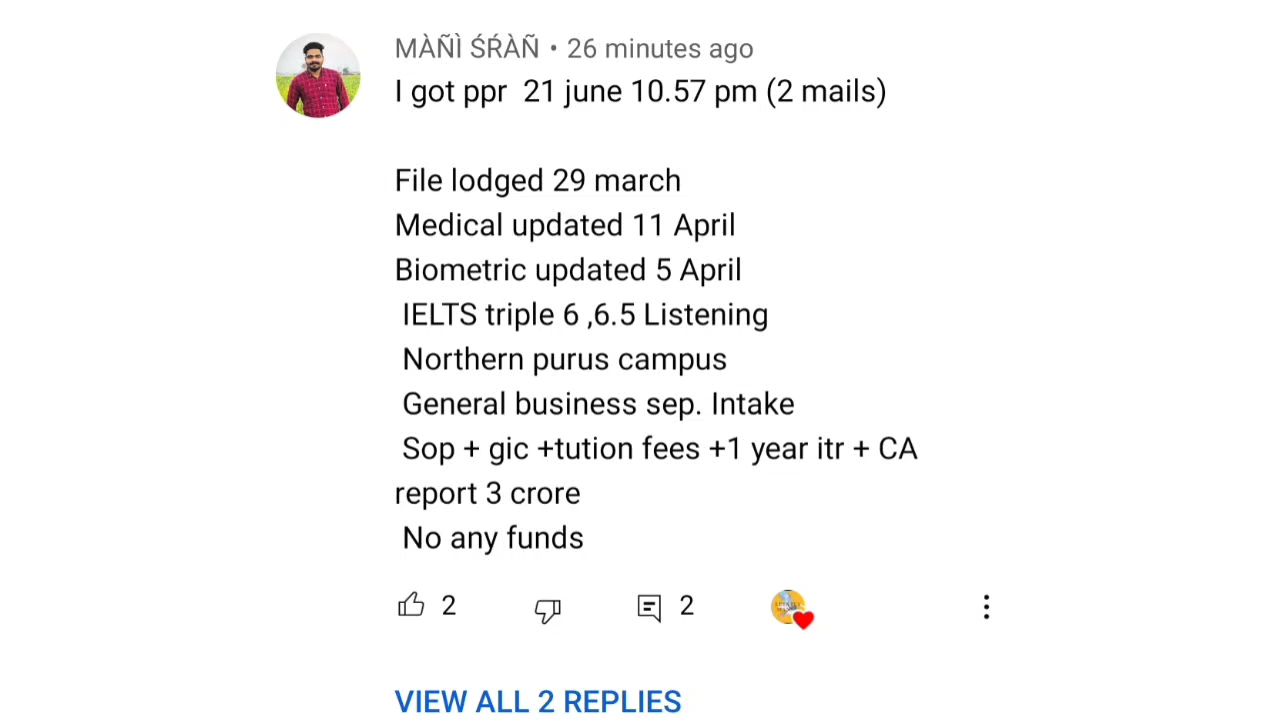 MÀÑÌ ŚŔÀÑ • 26 minutes ago
I got ppr 21 june 10.57 pm (2 mails)
File lodged 29 march
Medical updated 11 April
Biometric updated 5 April
IELTS triple 6 ,6.5 Listening
Northern purus campus
General business sep. Intake
Sop + gic +tution fees +1 year itr + CA
report 3 crore
No any funds
2 2
VIEW ALL 2 REPLIES